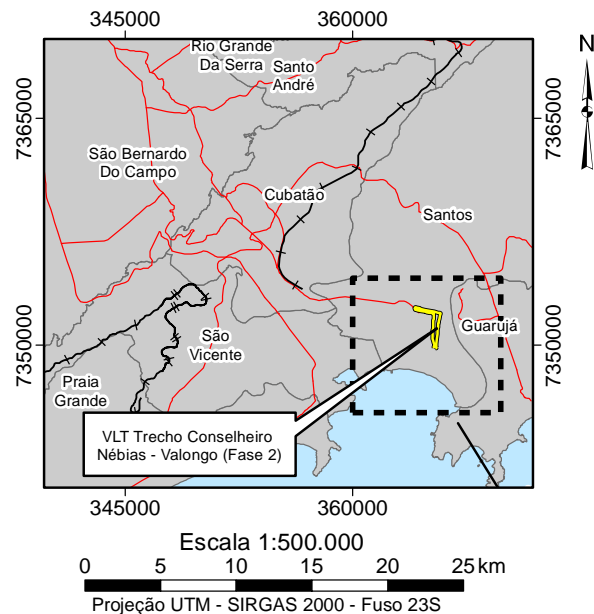 345000
360000
N
7365000
7365000
Rio Grande
Da Serra
Santo
André
São Bernardo
Do Campo
Cubatão
Santos
São
Vicente
Guarujá
7350000
7350000
Praia
Grande
VLT Trecho Conselheiro
Nébias - Valongo (Fase 2)
345000
360000
Escala 1:500.000
0 5 10 15 20 25 km
Projeção UTM - SIRGAS 2000 - Fuso 23S